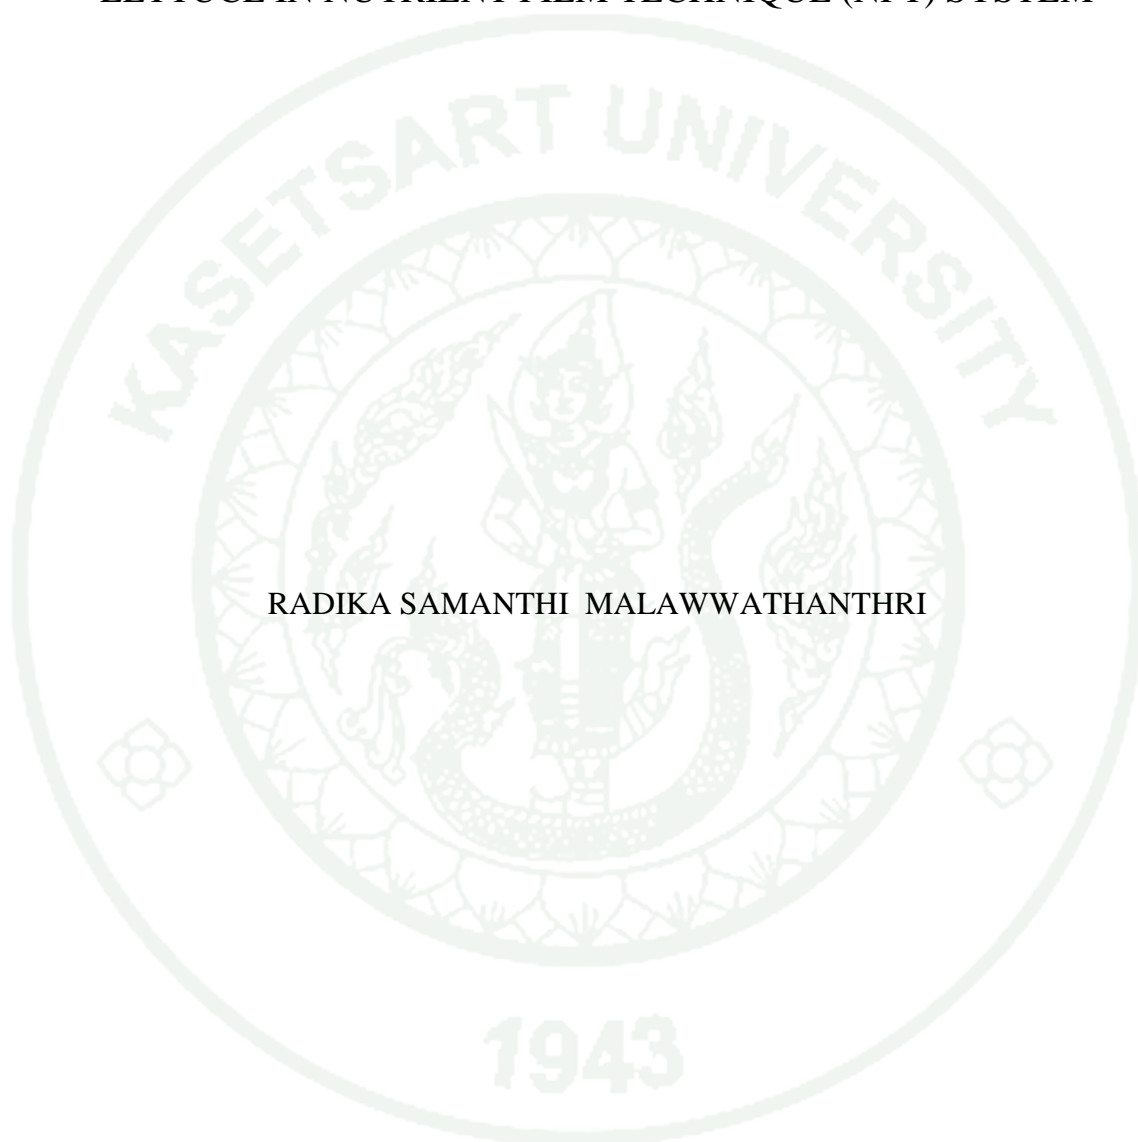 LETTUCE IN NUTRIENT FILM TECHNIQUE (NFT) SYSTEM
KASETSART UNIVERSITY
RADIKA SAMANTHI MALAWWATHANTHRI
1943